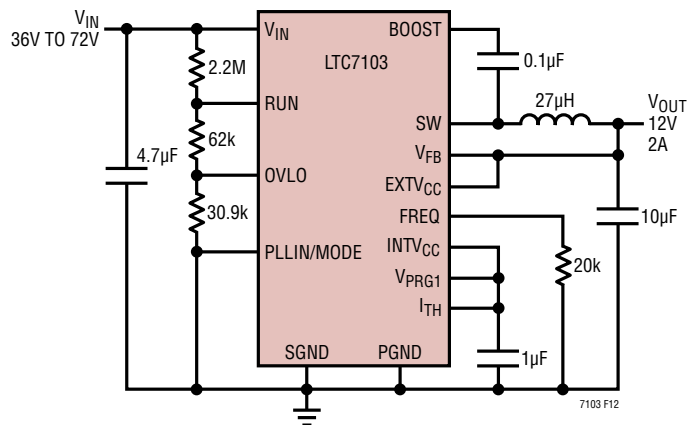 VIN
36V TO 72V
VIN
BOOST
LTC7103
0.1µF
2.2M
27µH
VOUT
12V
2A
RUN
SW
62k
VFB
4.7µF
OVLO
EXTVCC
30.9k
FREQ
10µF
PLLIN/MODE
INTVCC
20k
VPRG1
ITH
1µF
SGND
PGND
7103 F12